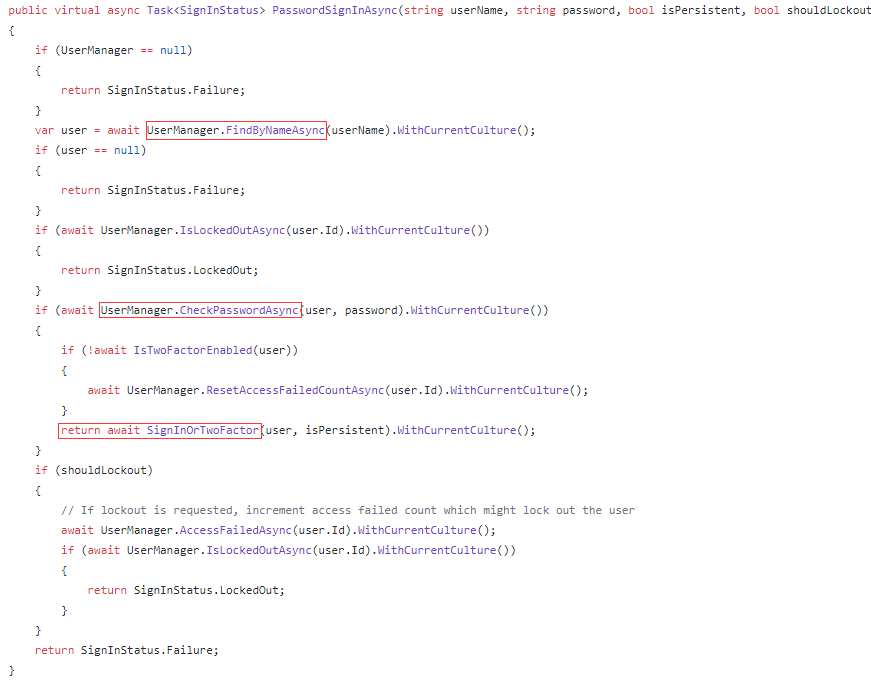 public virtual async Task<SignInStatus> PasswordSignInAsync(string userName, string password, bool isPersistent, bool shouldLockout
{
    if (UserManager == null)
    {
        return SignInStatus.Failure;
    }
    var user = await UserManager.FindByNameAsync(userName).WithCurrentCulture();
    if (user == null)
    {
        return SignInStatus.Failure;
    }
    if (await UserManager.IsLockedOutAsync(user.Id).WithCurrentCulture())
    {
        return SignInStatus.LockedOut;
    }
    if (await UserManager.CheckPasswordAsync(user, password).WithCurrentCulture())
    {
        if (!await IsTwoFactorEnabled(user))
        {
            await UserManager.ResetAccessFailedCountAsync(user.Id).WithCurrentCulture();
        }
        return await SignInOrTwoFactor(user, isPersistent).WithCurrentCulture();
    }
    if (shouldLockout)
    {
        // If lockout is requested, increment access failed count which might lock out the user
        await UserManager.AccessFailedAsync(user.Id).WithCurrentCulture();
        if (await UserManager.IsLockedOutAsync(user.Id).WithCurrentCulture())
        {
            return SignInStatus.LockedOut;
        }
    }
    return SignInStatus.Failure;
}